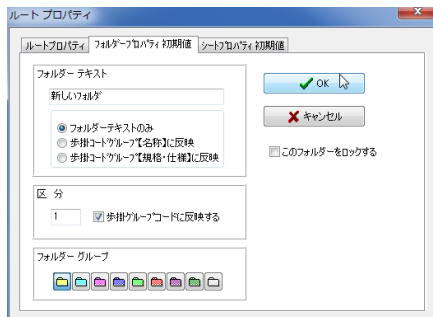 ルート プロパティ
ルートプロパティ フォルダープロパティ 初期値 シートプロパティ 初期値
フォルダー テキスト
新しいフォルダ
フォルダーテキストのみ
歩掛コードグループ【名称】に反映
歩掛コードグループ【規格・仕様】に反映
区 分
1 歩掛グループコードに反映する
フォルダー グループ
OK
キャンセル
このフォルダーをロックする